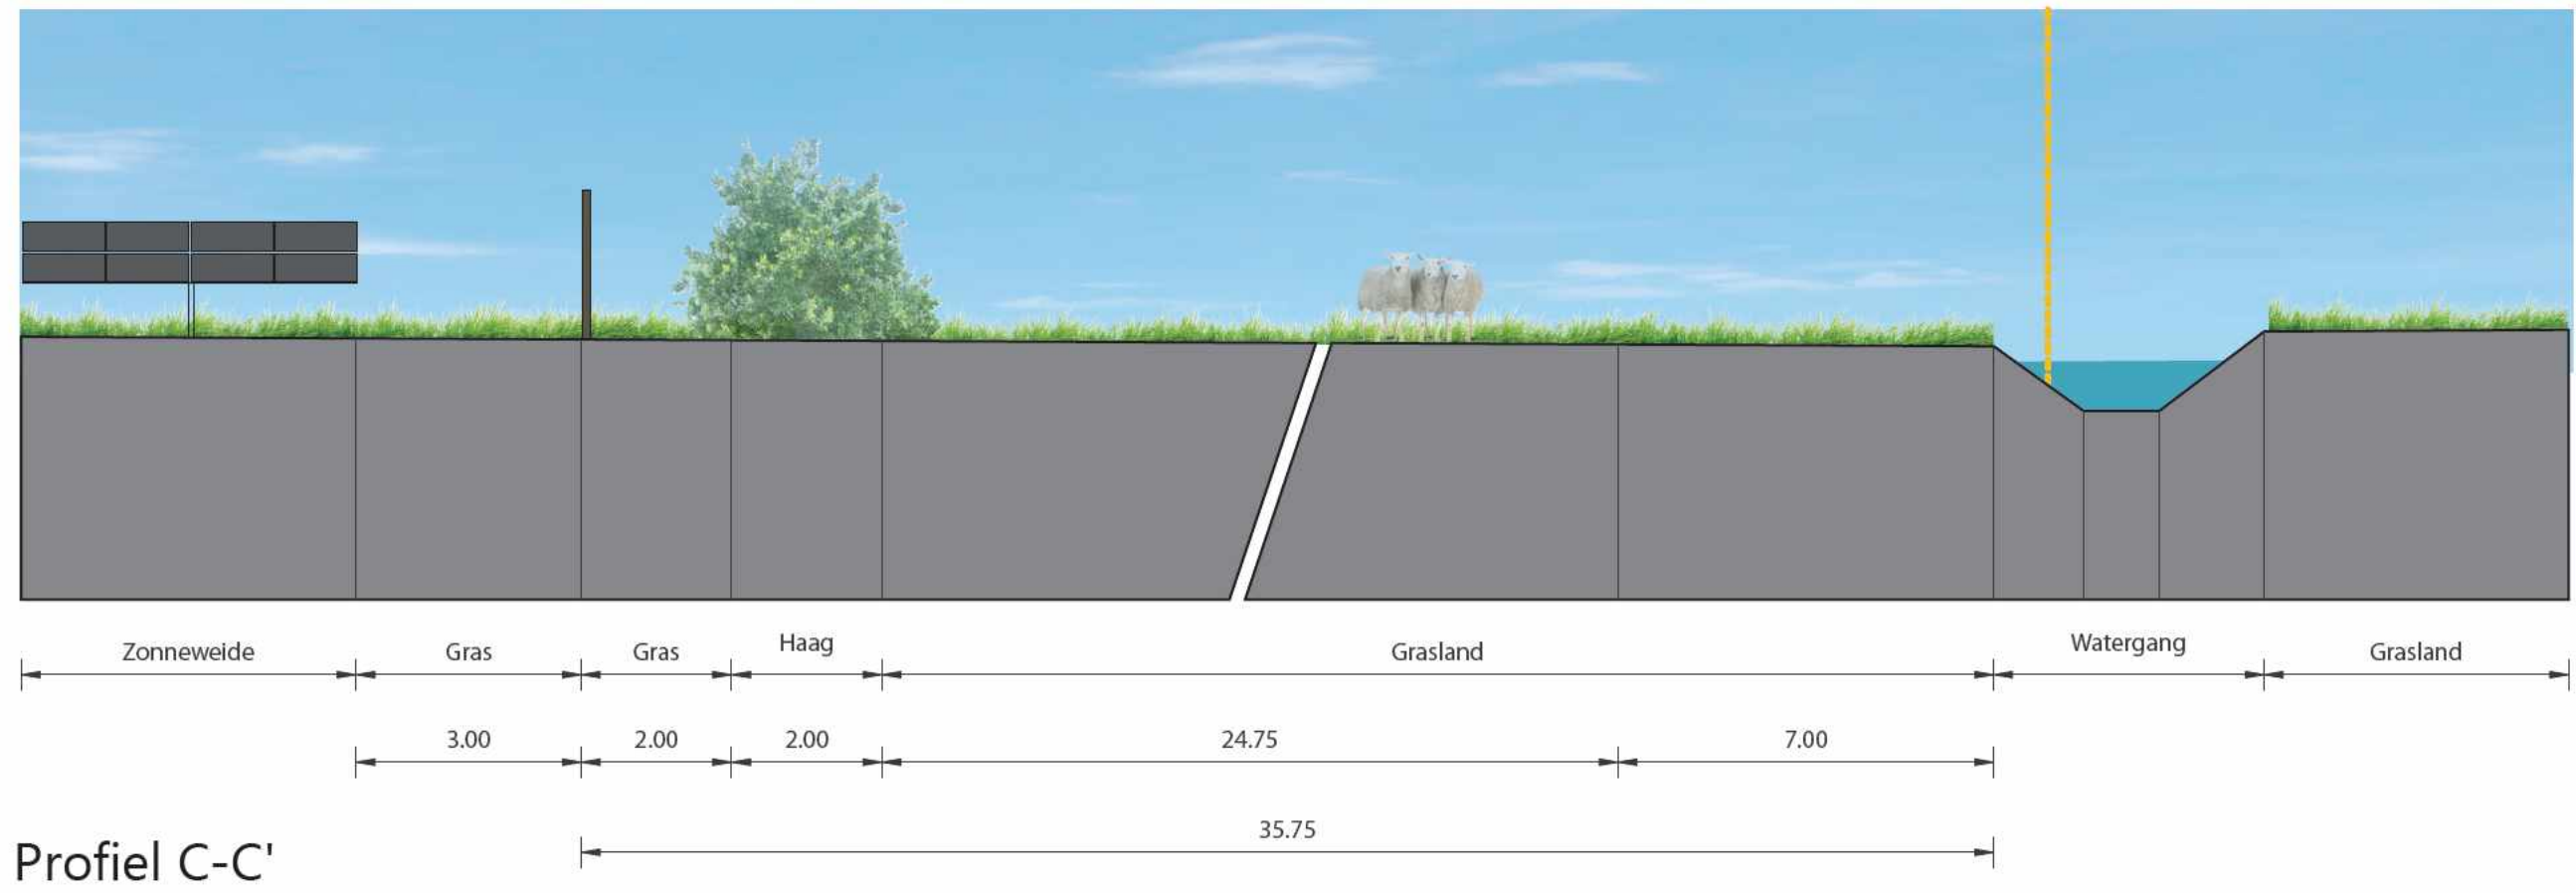 Zonneweide Gras Gras Haag Grasland Watergang Grasland
3.00 2.00 2.00 24.75 7.00
35.75
Profiel C-C'